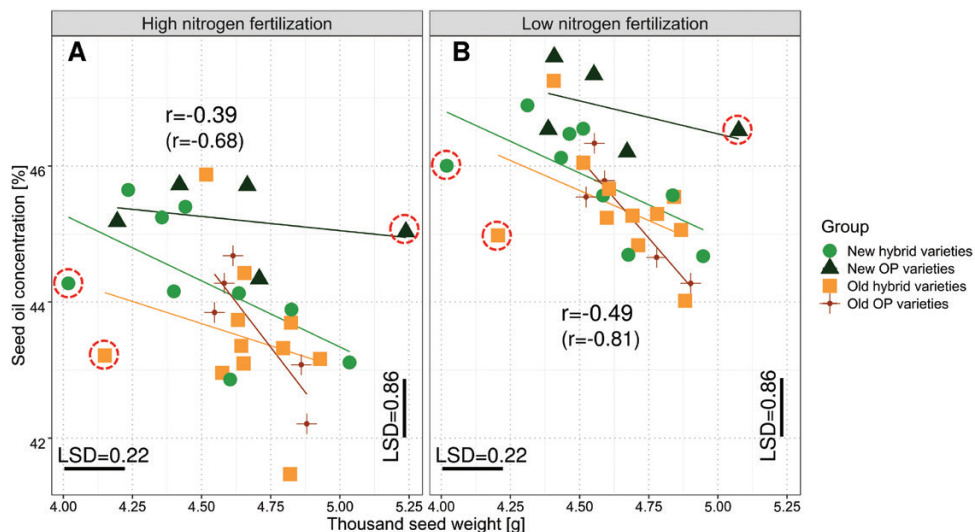 High nitrogen fertilization
Low nitrogen fertilization
A
B
r=-0.39
(r=-0.68)
r=-0.49
(r=-0.81)
LSD=0.22
LSD=0.86
LSD=0.22
LSD=0.86
Seed oil concentration [%]
46
44
42
4.00 4.25 4.50 4.75 5.00 5.25
4.00 4.25 4.50 4.75 5.00 5.25
Thousand seed weight [g]
Group
New hybrid varieties
New OP varieties
Old hybrid varieties
Old OP varieties